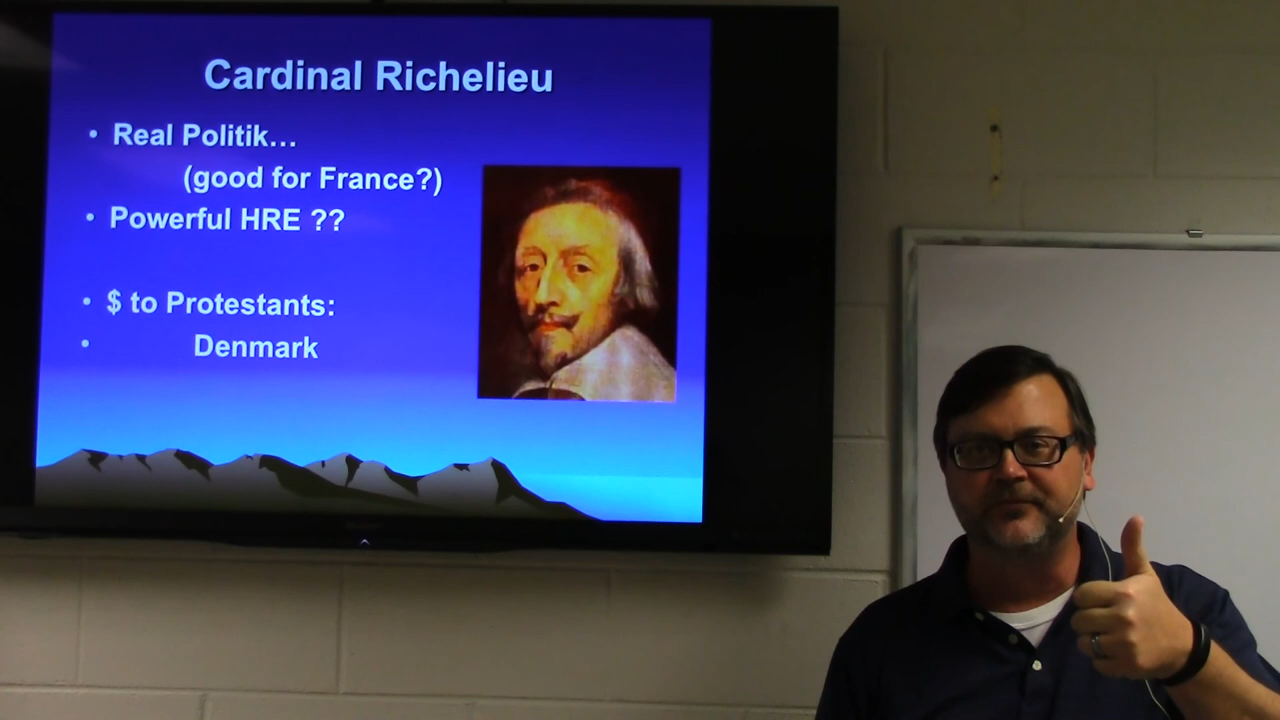 Cardinal Richelieu
• Real Politik…
(good for France?)
• Powerful HRE ??
• $ to Protestants:
• Denmark